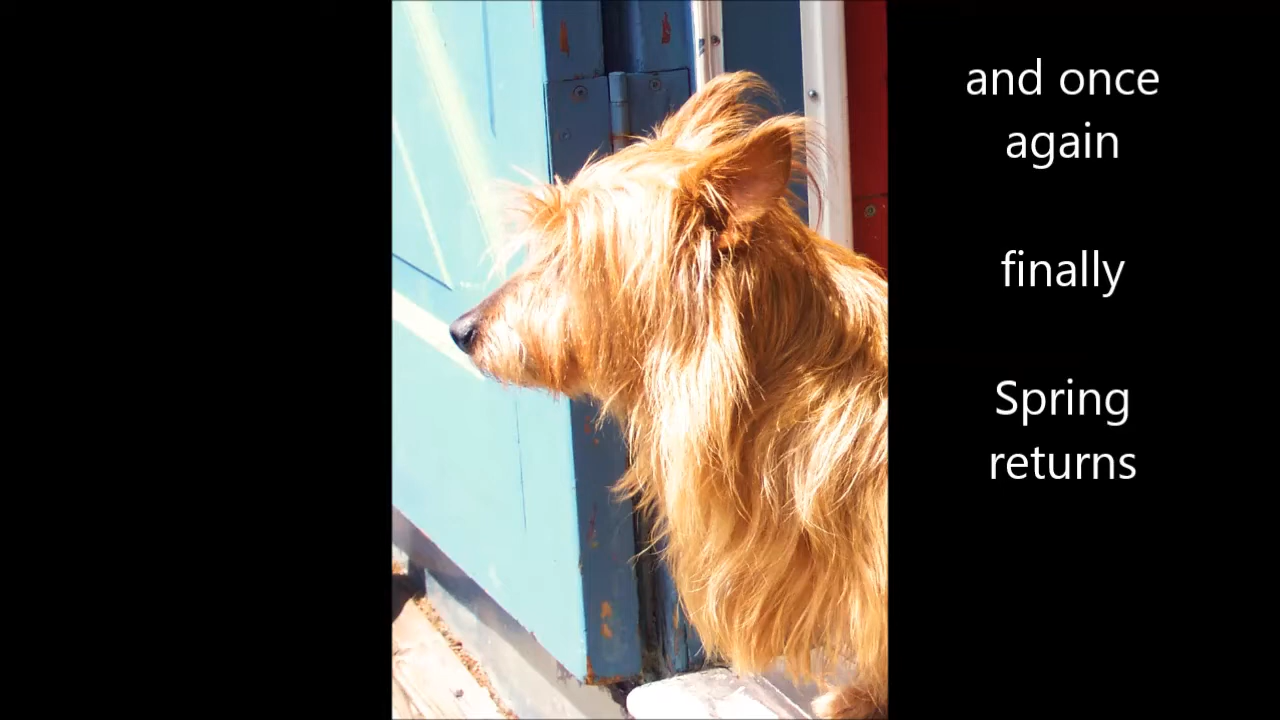 and once
again
finally
Spring
returns